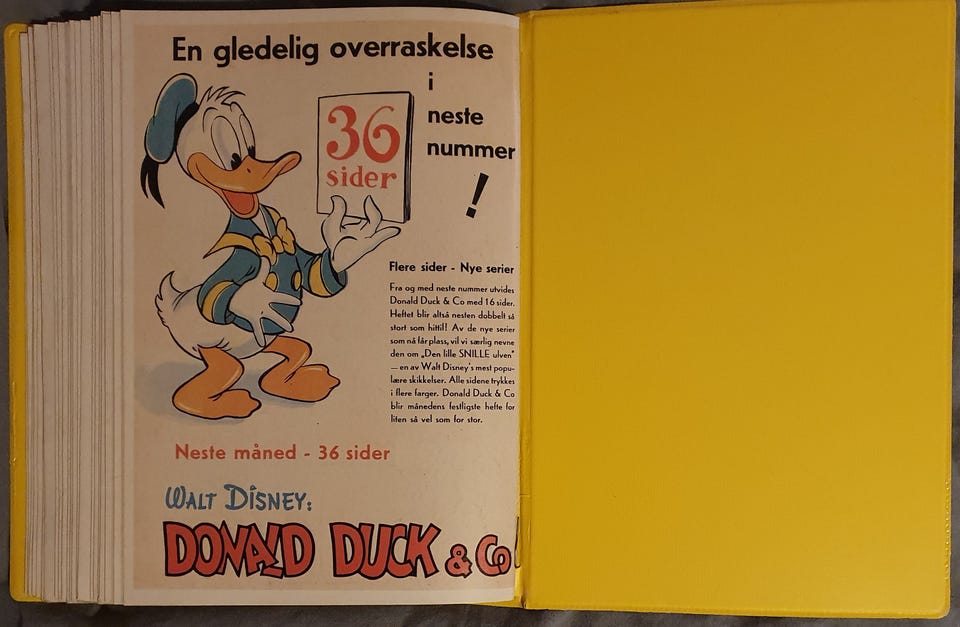 En gledelig overraskelse
i
neste
nummer
!
36
sider
Flere sider - Nye serier
Fra og med neste nummer utvides
Donald Duck & Co med 16 sider.
Heftet blir altså nesten dobbelt så
stort som hittil! Av de nye serier
som nå får plass, vil vi særlig nevne
den om „Den lille SNILLE ulven"
— en av Walt Disney's mest popu-
lære skikkelser. Alle sidene trykkes
i flere farger. Donald Duck & Co
blir månedens festligste hefte for
liten så vel som for stor.
Neste måned - 36 sider
WALT DISNEY:
DONALD DUCK & Co